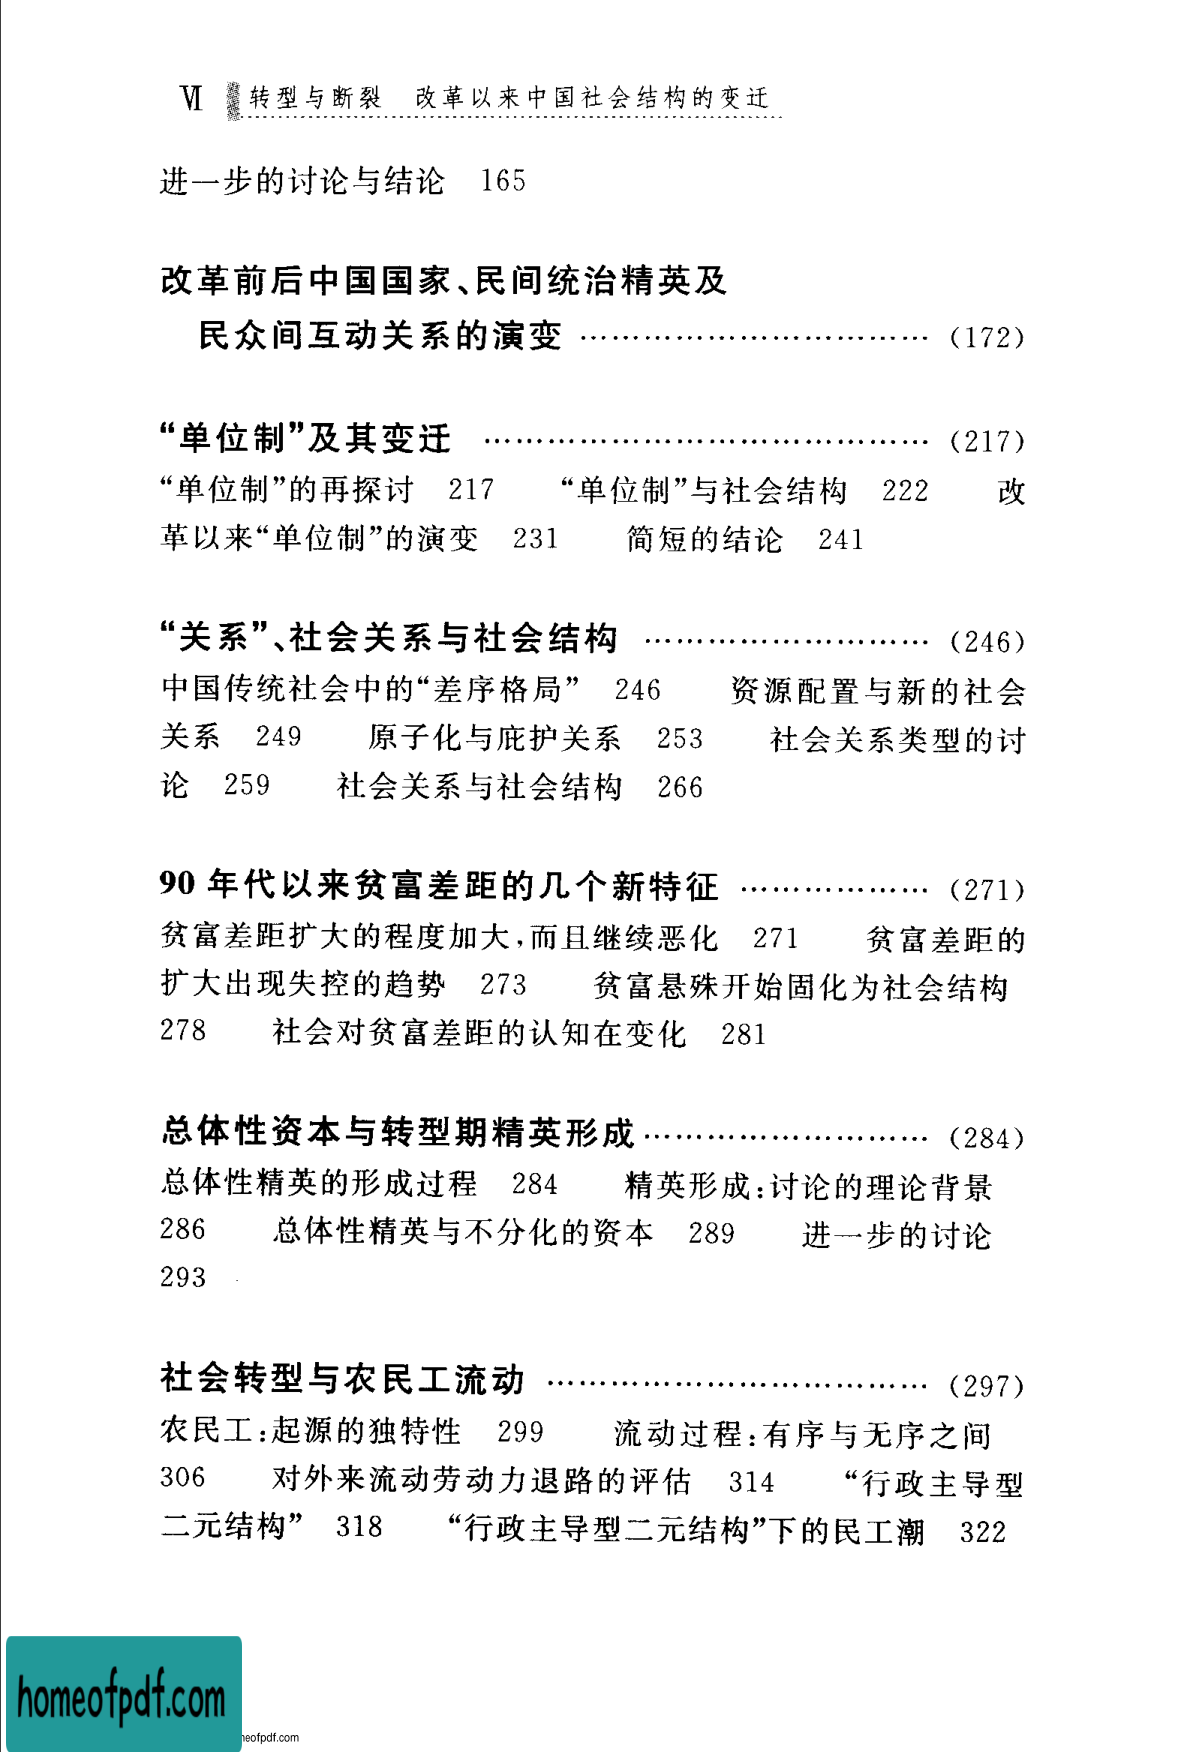 Ⅵ 转型与断裂 改革以来中国社会结构的变迁
进一步的讨论与结论 165
改革前后中国国家、民间统治精英及
民众间互动关系的演变 ……………………………… (172)
“单位制”及其变迁 ……………………………………… (217)
“单位制”的再探讨 217 “单位制”与社会结构 222 改
革以来“单位制”的演变 231 简短的结论 241
“关系”、社会关系与社会结构 ……………………… (246)
中国传统社会中的“差序格局” 246 资源配置与新的社会
关系 249 原子化与庇护关系 253 社会关系类型的讨
论 259 社会关系与社会结构 266
90 年代以来贫富差距的几个新特征 ……………… (271)
贫富差距扩大的程度加大,而且继续恶化 271 贫富差距的
扩大出现失控的趋势 273 贫富悬殊开始固化为社会结构
278 社会对贫富差距的认知在变化 281
总体性资本与转型期精英形成……………………… (284)
总体性精英的形成过程 284 精英形成:讨论的理论背景
286 总体性精英与不分化的资本 289 进一步的讨论
293
社会转型与农民工流动 ……………………………… (297)
农民工:起源的独特性 299 流动过程:有序与无序之间
306 对外来流动劳动力退路的评估 314 “行政主导型
二元结构” 318 “行政主导型二元结构”下的民工潮 322
homeofpdf.com
neofpdf.com